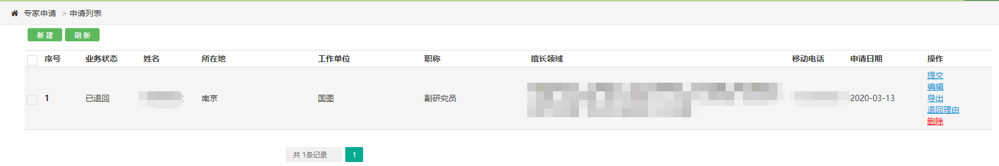 专家申请 > 申请列表
新 建 刷 新
序号 业务状态 姓名 所在地 工作单位 职称 擅长领域 移动电话 申请日期 操作
1 已退回 南京 国图 副研究员 2020-03-13
提交
编辑
导出
退回理由
删除
共 1条记录 1